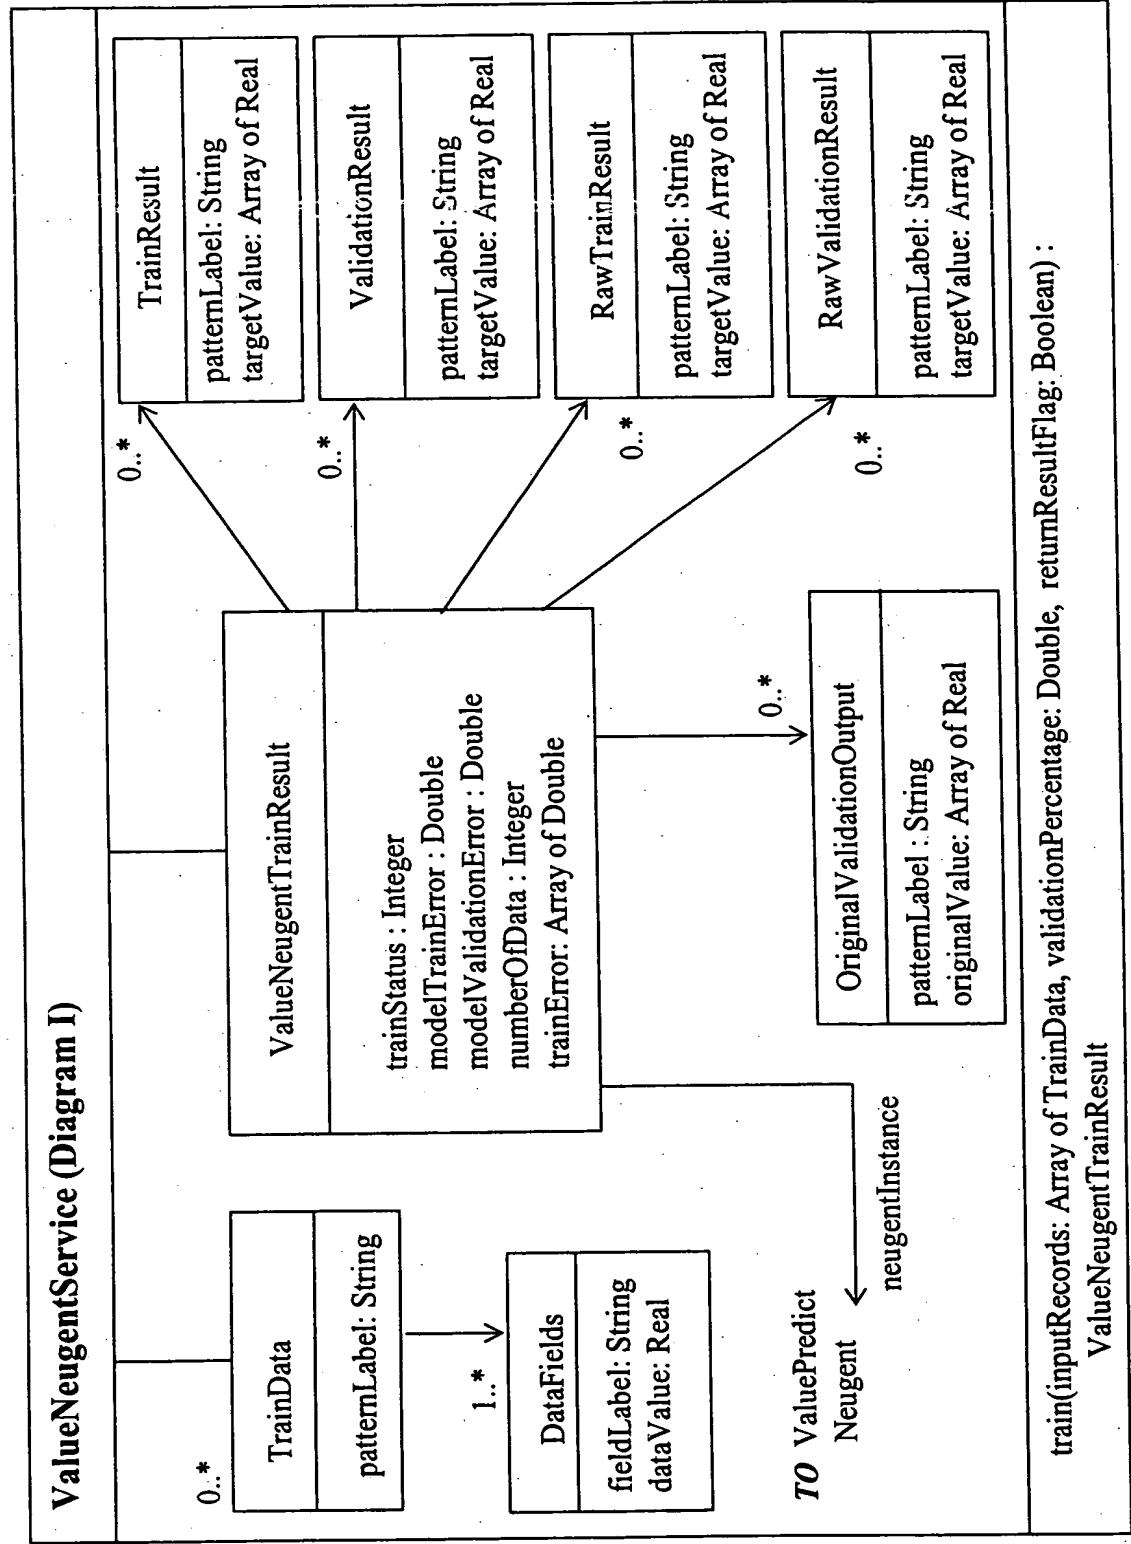 ValueNeugentService (Diagram I)
0..*
TrainData
patternLabel: String
1..*
DataFields
fieldLabel: String
dataValue: Real
TO ValuePredict
Neugent
neugentInstance
ValueNeugentTrainResult
trainStatus : Integer
modelTrainError : Double
modelValidationError : Double
numberOfData : Integer
trainError: Array of Double
0..*
OriginalValidationOutput
patternLabel : String
originalValue: Array of Real
0..*
TrainResult
patternLabel: String
targetValue: Array of Real
0..*
ValidationResult
patternLabel: String
targetValue: Array of Real
0..*
RawTrainResult
patternLabel: String
targetValue: Array of Real
0..*
RawValidationResult
patternLabel: String
targetValue: Array of Real
train(inputRecords: Array of TrainData, validationPercentage: Double, returnResultFlag: Boolean) :
ValueNeugentTrainResult